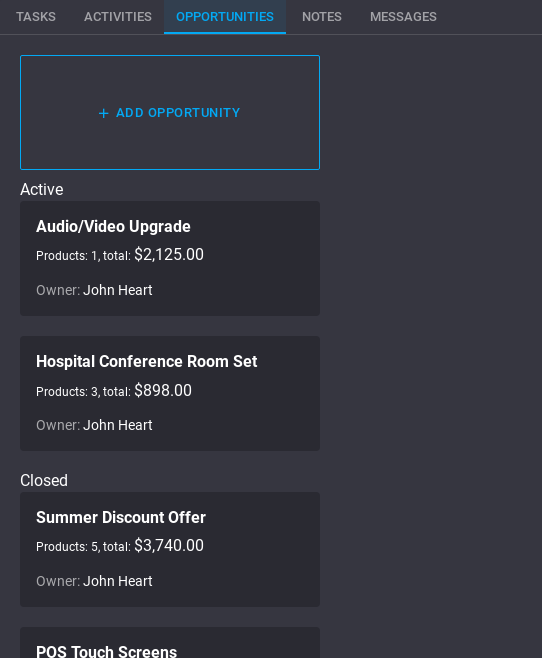 TASKS ACTIVITIES OPPORTUNITIES NOTES MESSAGES
+ ADD OPPORTUNITY
Active
Audio/Video Upgrade
Products: 1, total: $2,125.00
Owner: John Heart
Hospital Conference Room Set
Products: 3, total: $898.00
Owner: John Heart
Closed
Summer Discount Offer
Products: 5, total: $3,740.00
Owner: John Heart
POS Touch Screens